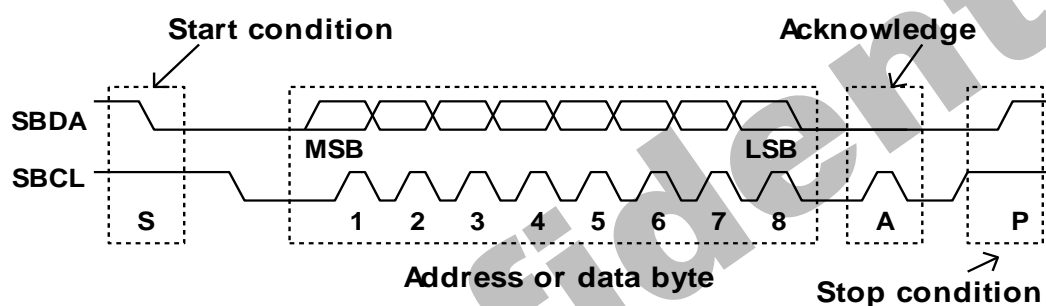 Start condition
Acknowledge
SBDA
MSB LSB
SBCL
S 1 2 3 4 5 6 7 8 A P
Address or data byte
Stop condition